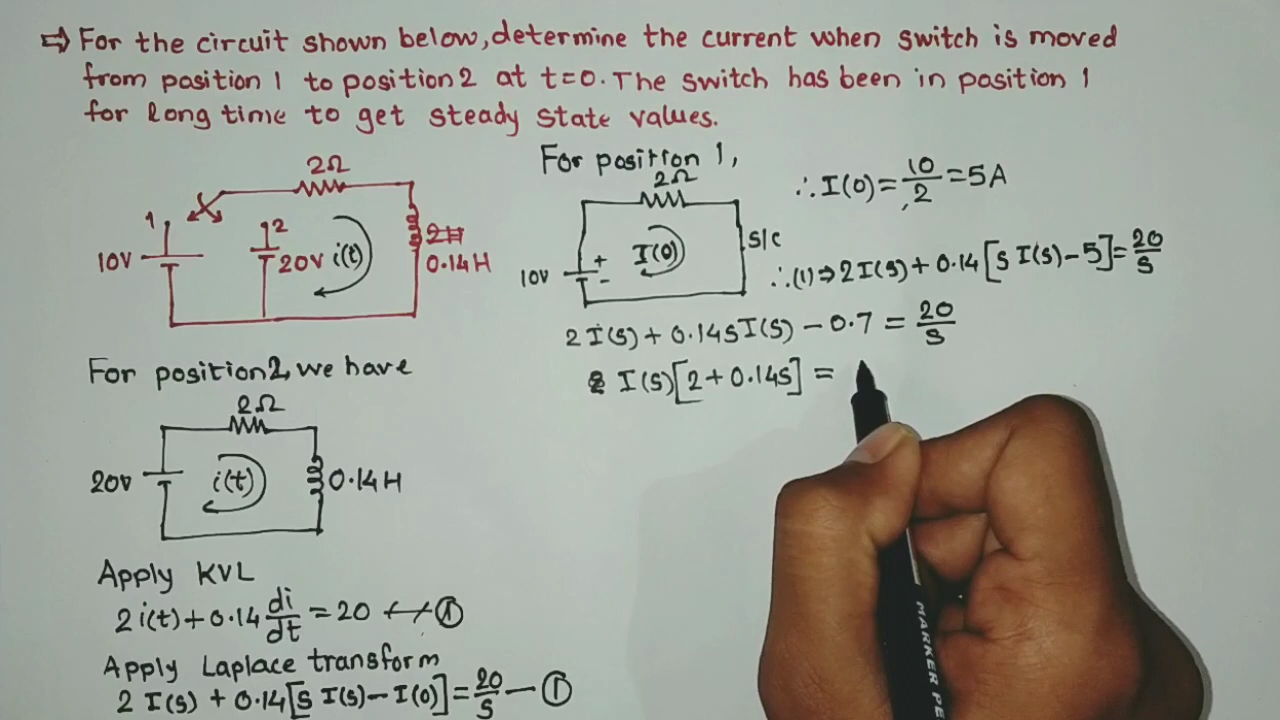 ⇒ For the circuit shown below, determine the current when switch is moved
from position 1 to position 2 at t=0. The switch has been in position 1
for long time to get steady state values.
2Ω
1
2
10V
20V
i(t)
2H
0.14H
For position 2, we have
2Ω
20V
i(t)
0.14H
Apply KVL
2i(t)+0.14 di/dt = 20 ①
Apply Laplace transform
2 I(s) + 0.14[s I(s) - I(0)] = 20/s — ①
For position 1,
2Ω
10V
+
-
I(0)
S/C
∴ I(0) = 10/2 = 5A
∴ (1) ⇒ 2I(s) + 0.14[s I(s) - 5] = 20/s
2I(s) + 0.14sI(s) - 0.7 = 20/s
I(s)[2 + 0.14s] =
MARKER PE